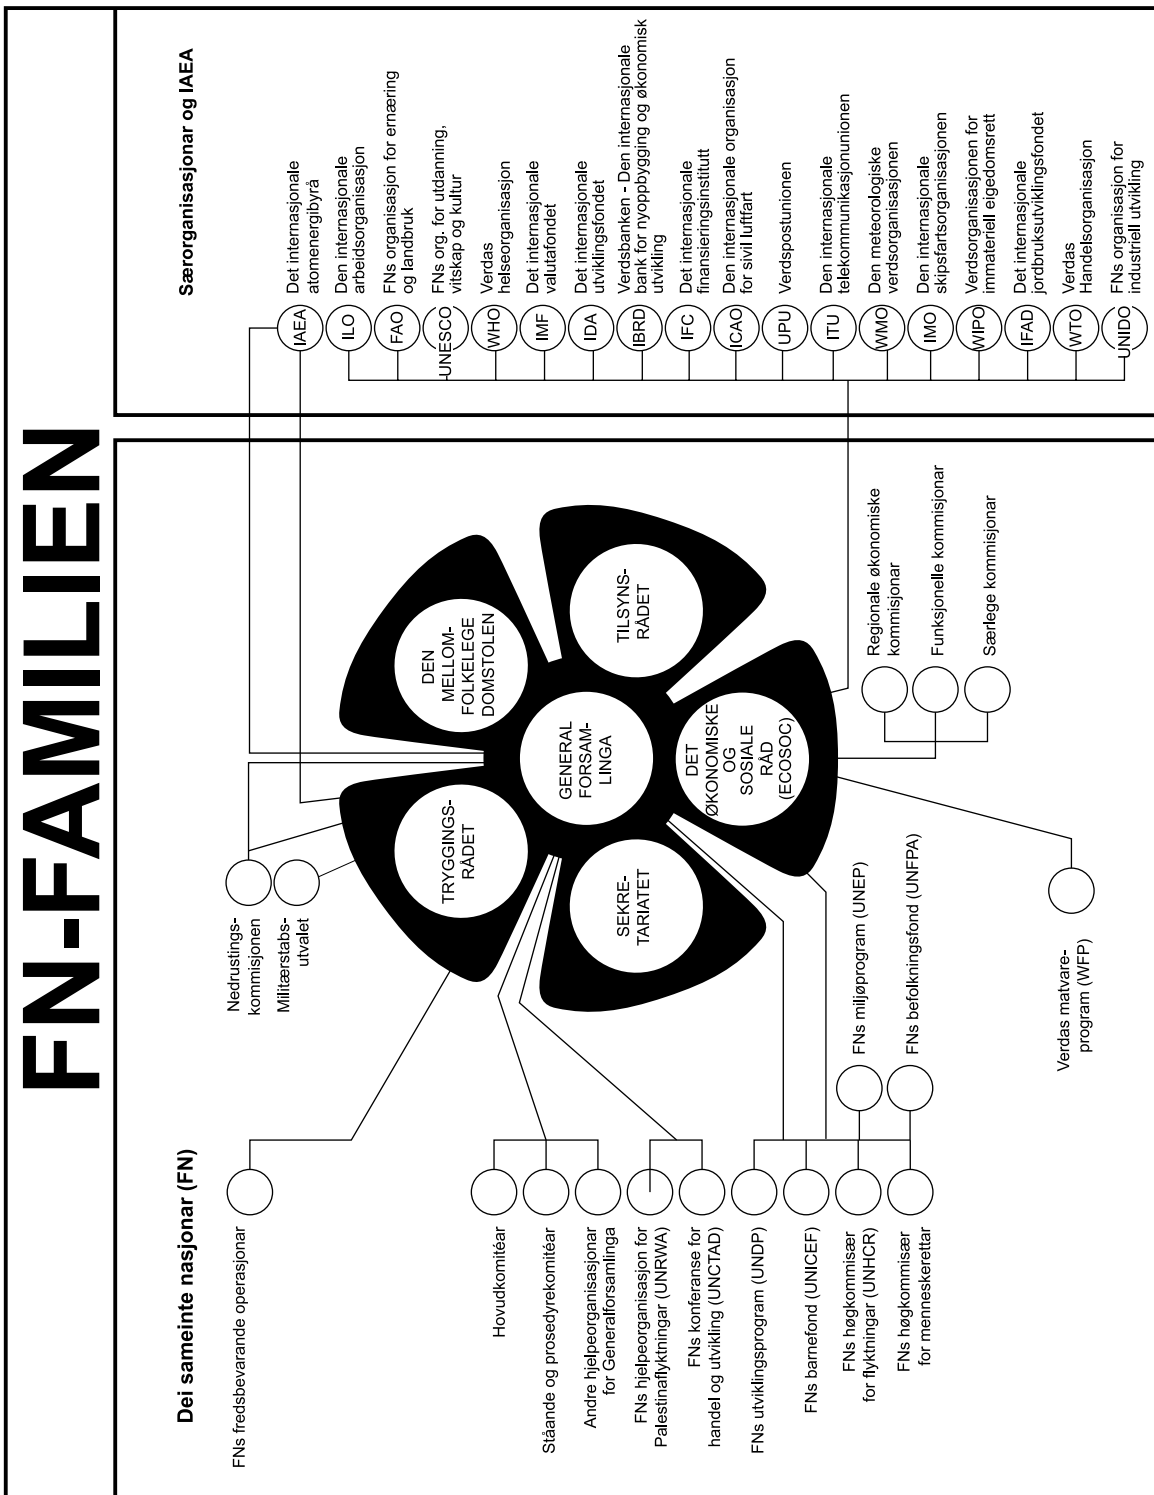 FN-FAMILIEN
Dei sameinte nasjonar (FN)
FNs fredsbevarande operasjonar
Nedrustings-
kommisjonen
Militærstabs-
utvalet
Hovudkomitéar
Ståande og prosedyrekomitéar
Andre hjelpeorganisasjonar
for Generalforsamlinga
FNs hjelpeorganisasjon for
Palestinaflyktningar (UNRWA)
FNs konferanse for
handel og utvikling (UNCTAD)
FNs utviklingsprogram (UNDP)
FNs barnefond (UNICEF)
FNs høgkommisær
for flyktningar (UNHCR)
FNs høgkommisær
for menneskerettar
FNs miljøprogram (UNEP)
FNs befolkningsfond (UNFPA)
Verdas matvare-
program (WFP)
TRYGGINGS-
RÅDET
DEN
MELLOM-
FOLKELEGE
DOMSTOLEN
GENERAL
FORSAM-
LINGA
SEKRE-
TARIATET
TILSYNS-
RÅDET
DET
ØKONOMISKE
OG
SOSIALE
RÅD
(ECOSOC)
Regionale økonomiske
kommisjonar
Funksjonelle kommisjonar
Særlege kommisjonar
Særorganisasjonar og IAEA
IAEA
Det internasjonale
atomenergibyrå
ILO
Den internasjonale
arbeidsorganisasjon
FAO
FNs organisasjon for ernæring
og landbruk
UNESCO
FNs org. for utdanning,
vitskap og kultur
WHO
Verdas
helseorganisasjon
IMF
Det internasjonale
valutafondet
IDA
Det internasjonale
utviklingsfondet
IBRD
Verdsbanken - Den internasjonale
bank for nyoppbygging og økonomisk
utvikling
IFC
Det internasjonale
finansieringsinstitutt
ICAO
Den internasjonale organisasjon
for sivil luftfart
UPU
Verdspostunionen
ITU
Den internasjonale
telekommunikasjonunionen
WMO
Den meteorologiske
verdsorganisasjonen
IMO
Den internasjonale
skipsfartsorganisasjonen
WIPO
Verdsorganisasjonen for
immateriell eigedomsrett
IFAD
Det internasjonale
jordbruksutviklingsfondet
WTO
Verdas
Handelsorganisasjon
UNIDO
FNs organisasjon for
industriell utvikling